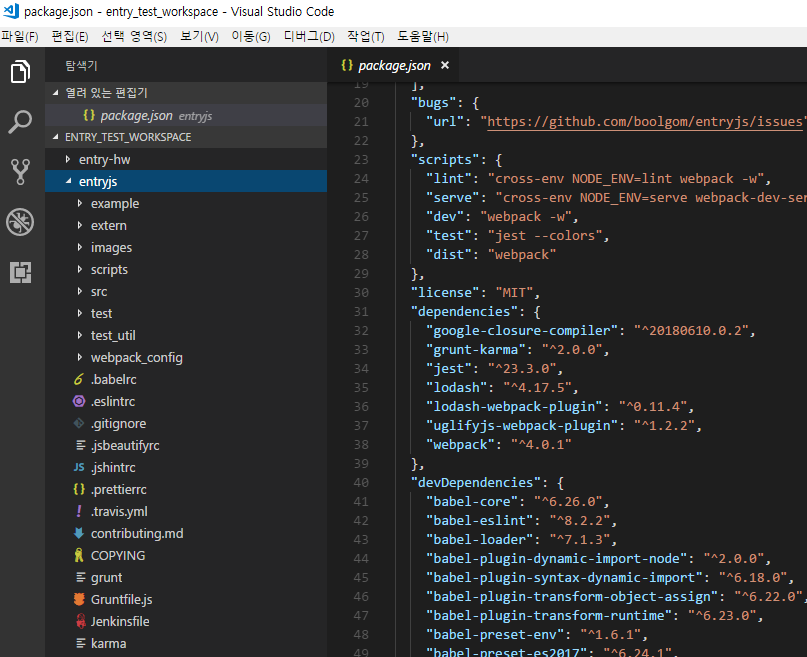 package.json - entry_test_workspace - Visual Studio Code
파일(F) 편집(E) 선택 영역(S) 보기(V) 이동(G) 디버그(D) 작업(T) 도움말(H)
탐색기
열려 있는 편집기
{} package.json entryjs
ENTRY_TEST_WORKSPACE
entry-hw
entryjs
example
extern
images
scripts
src
test
test_util
webpack_config
.babelrc
.eslintrc
.gitignore
.jsbeautifyrc
JS .jshintrc
{} .prettierrc
! .travis.yml
contributing.md
COPYING
grunt
Gruntfile.js
Jenkinsfile
karma
{} package.json ×
19 ],
20 "bugs": {
21 "url": "https://github.com/boolgom/entryjs/issues"
22 },
23 "scripts": {
24 "lint": "cross-env NODE_ENV=lint webpack -w",
25 "serve": "cross-env NODE_ENV=serve webpack-dev-ser
26 "dev": "webpack -w",
27 "test": "jest --colors",
28 "dist": "webpack"
29 },
30 "license": "MIT",
31 "dependencies": {
32 "google-closure-compiler": "^20180610.0.2",
33 "grunt-karma": "^2.0.0",
34 "jest": "^23.3.0",
35 "lodash": "^4.17.5",
36 "lodash-webpack-plugin": "^0.11.4",
37 "uglifyjs-webpack-plugin": "^1.2.2",
38 "webpack": "^4.0.1"
39 },
40 "devDependencies": {
41 "babel-core": "^6.26.0",
42 "babel-eslint": "^8.2.2",
43 "babel-loader": "^7.1.3",
44 "babel-plugin-dynamic-import-node": "^2.0.0",
45 "babel-plugin-syntax-dynamic-import": "^6.18.0",
46 "babel-plugin-transform-object-assign": "^6.22.0",
47 "babel-plugin-transform-runtime": "^6.23.0",
48 "babel-preset-env": "^1.6.1",
49 "babel-preset-es2017": "^6.24.1",